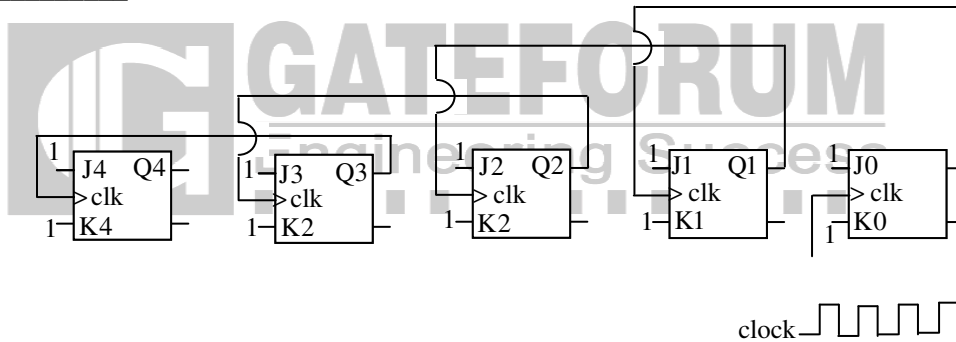 GATEFORUM
Engineering Success
1 J4 Q4
>clk
1 K4
1 J3 Q3
>clk
1 K2
1 J2 Q2
>clk
1 K2
1 J1 Q1
>clk
1 K1
1 J0
>clk
1 K0
clock